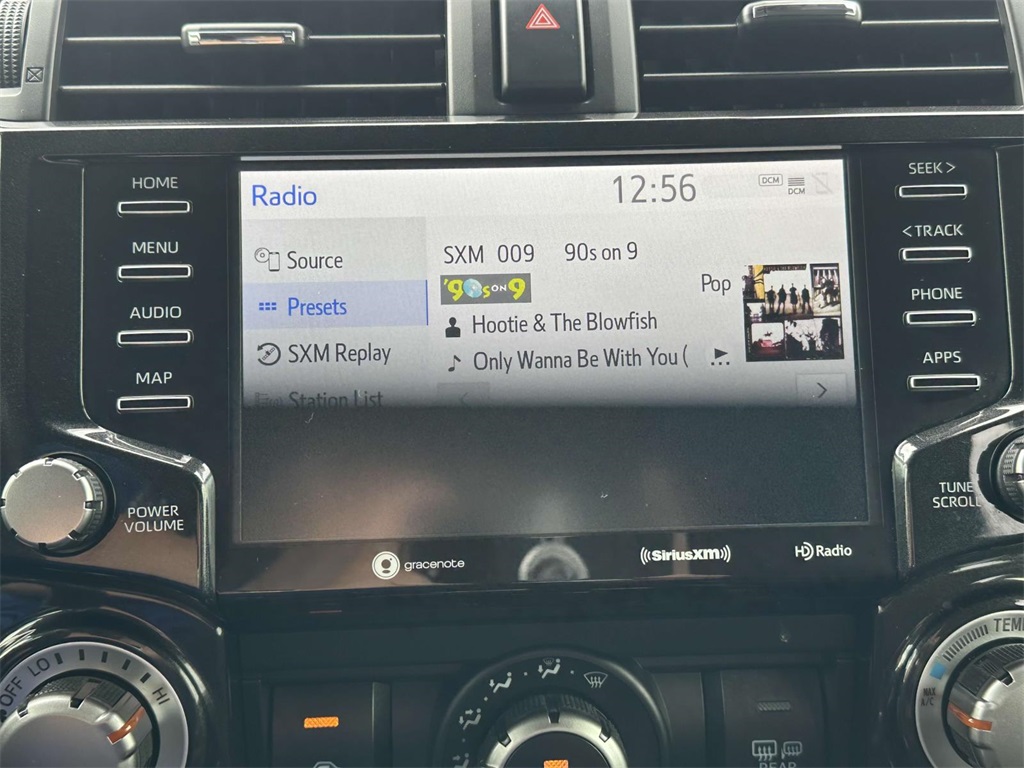 HOME
MENU
AUDIO
MAP
POWER
VOLUME
Radio
12:56
DCM
DCM
Source
Presets
SXM Replay
Station List
SXM 009 90s on 9
'90s ON 9
Pop
Hootie & The Blowfish
Only Wanna Be With You (
SEEK >
< TRACK
PHONE
APPS
TUNE
SCROLL
gracenote
SiriusXM
HD Radio
OFF LO HI
TEM
MAX
A/C
REAR